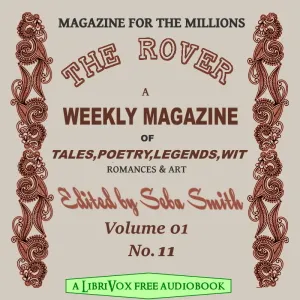 MAGAZINE FOR THE MILLIONS
THE ROVER
A
WEEKLY MAGAZINE
OF
TALES,POETRY,LEGENDS,WIT
ROMANCES & ART
Edited by Seba Smith
Volume 01
No. 11
a LIBRIVOX FREE AUDIOBOOK